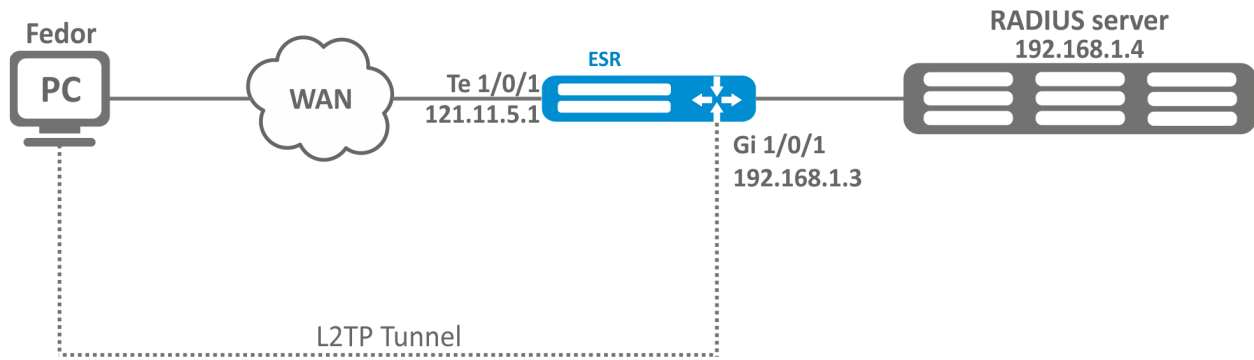 Fedor
PC
WAN
Te 1/0/1
121.11.5.1
ESR
Gi 1/0/1
192.168.1.3
RADIUS server
192.168.1.4
L2TP Tunnel